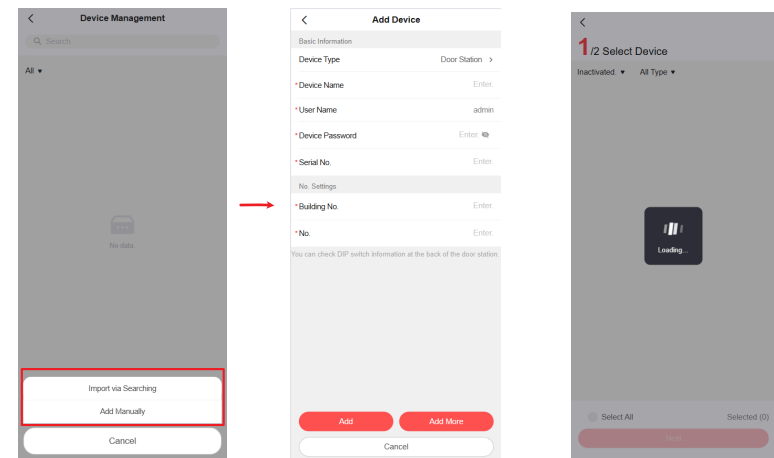 Device Management
Search
All
No data.
Import via Searching
Add Manually
Cancel
Add Device
Basic Information
Device Type Door Station >
*Device Name Enter.
*User Name admin
*Device Password Enter
*Serial No. Enter
No. Settings
*Building No. Enter.
*No. Enter.
You can check DIP switch information at the back of the door station.
Add Add More
Cancel
1/2 Select Device
Inactivated. All Type
Loading...
Select All Selected (0)
Next